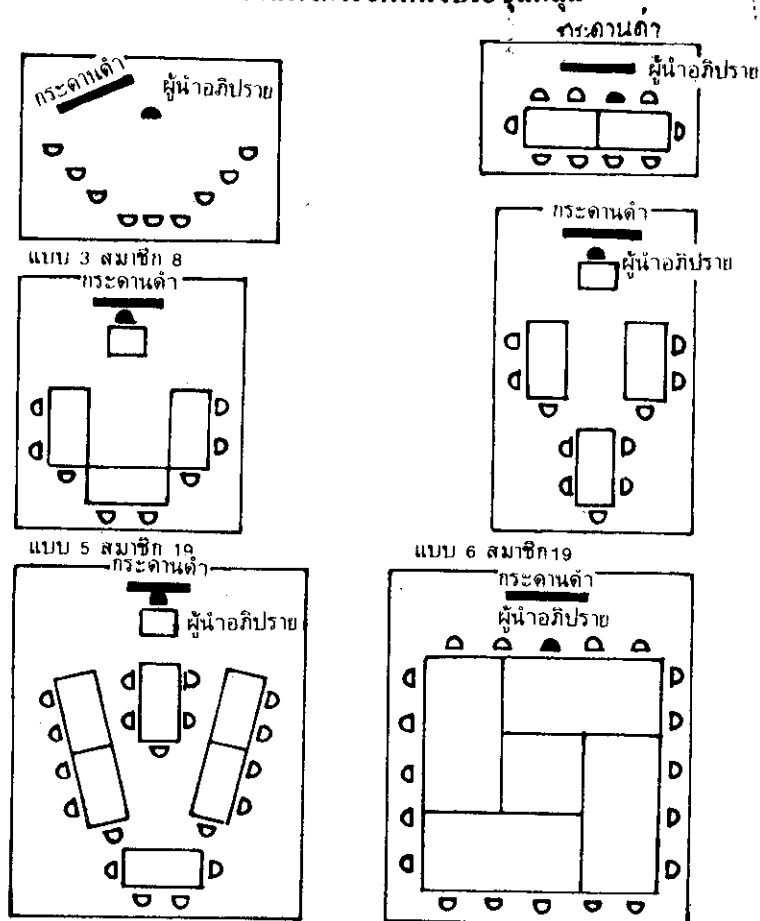 กระดานดำ
ผู้นำอภิปราย
กระดานดำ
ผู้นำอภิปราย
แบบ 3 สมาชิก 8
กระดานดำ
กระดานดำ
ผู้นำอภิปราย
แบบ 5 สมาชิก 19
กระดานดำ
ผู้นำอภิปราย
แบบ 6 สมาชิก19
กระดานดำ
ผู้นำอภิปราย